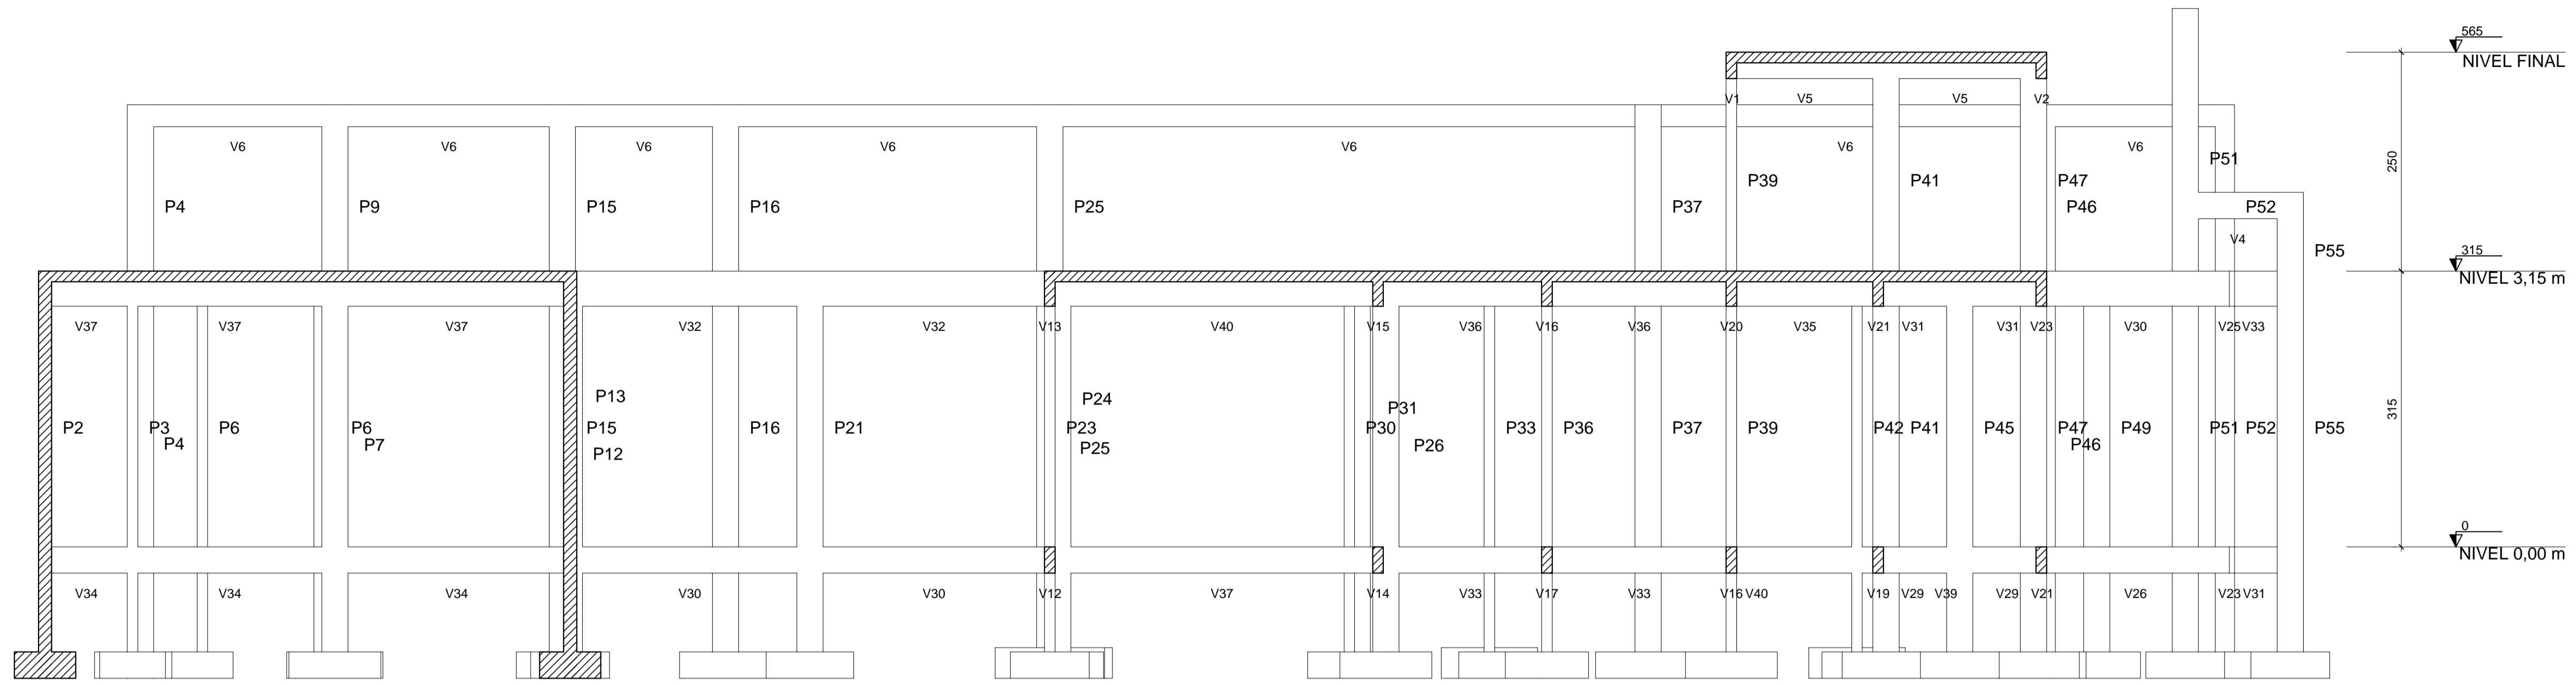 565
NIVEL FINAL
V1 V5 V5 V2
V6 V6 V6 V6 V6 V6 V6
P51
250
P39 P41 P47
P4 P9 P15 P16 P25 P37 P46 P52
V4
P55
315
NIVEL 3,15 m
V37 V37 V37 V32 V32 V13 V40 V15 V36 V16 V36 V20 V35 V21 V31 V31 V23 V30 V25 V33
P13 P24
P31
315
P2 P3 P6 P6 P15 P16 P21 P23 P30 P33 P36 P37 P39 P42 P41 P45 P47 P49 P51 P52 P55
P4 P7 P12 P25 P26 P46
0
NIVEL 0,00 m
V34 V34 V34 V30 V30 V12 V37 V14 V33 V17 V33 V16 V40 V19 V29 V39 V29 V21 V26 V23 V31